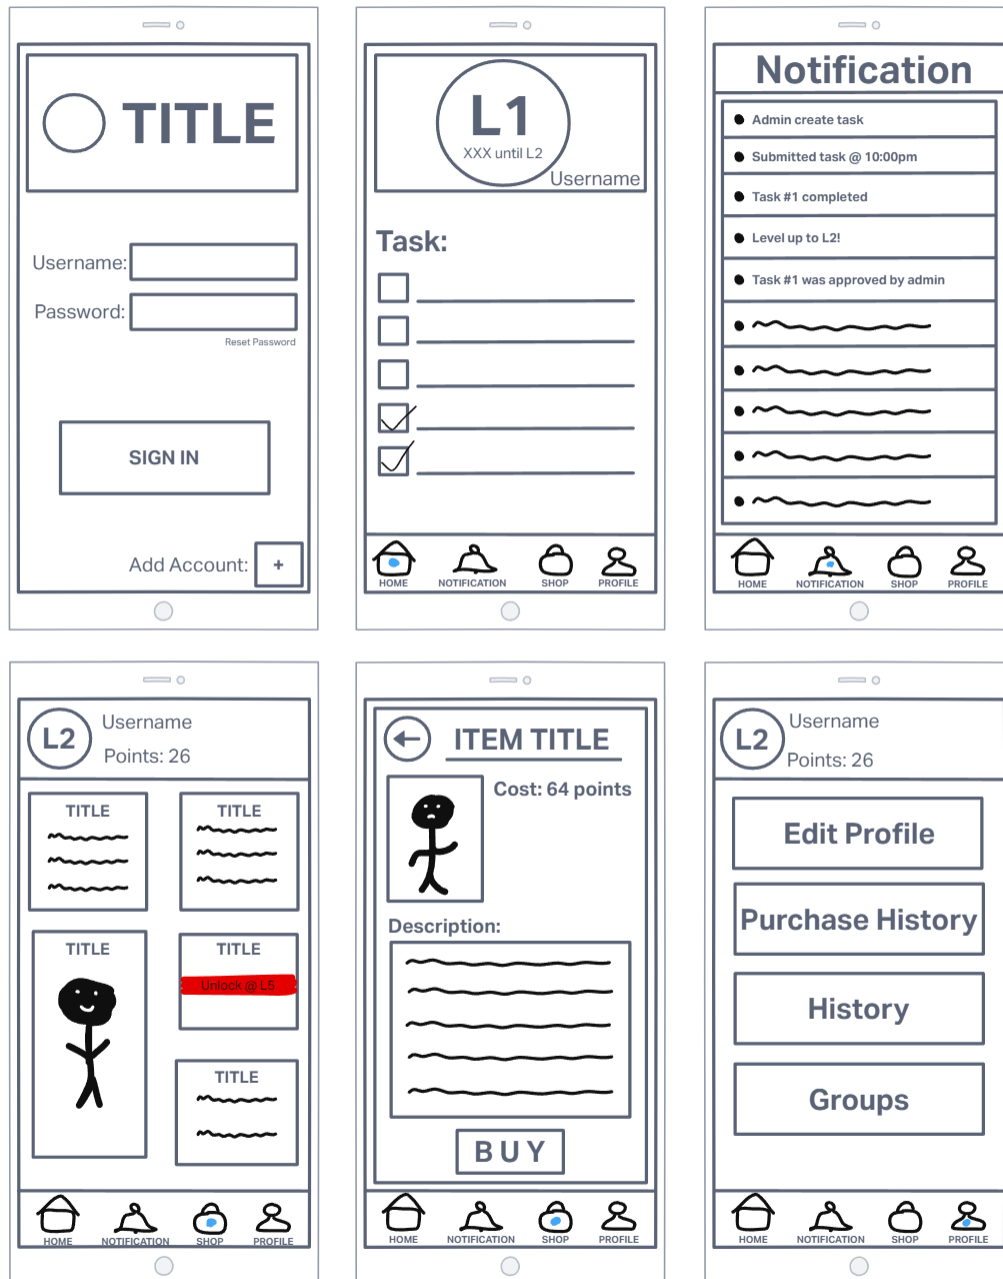 TITLE
Username:
Password:
Reset Password
SIGN IN
Add Account:
+
L1
XXX until L2
Username
Task:
HOME
NOTIFICATION
SHOP
PROFILE
Notification
Admin create task
Submitted task @ 10:00pm
Task #1 completed
Level up to L2!
Task #1 was approved by admin
HOME
NOTIFICATION
SHOP
PROFILE
L2
Username
Points: 26
TITLE
TITLE
TITLE
TITLE
Unlock @ L5
TITLE
HOME
NOTIFICATION
SHOP
PROFILE
ITEM TITLE
Cost: 64 points
Description:
BUY
HOME
NOTIFICATION
SHOP
PROFILE
L2
Username
Points: 26
Edit Profile
Purchase History
History
Groups
HOME
NOTIFICATION
SHOP
PROFILE